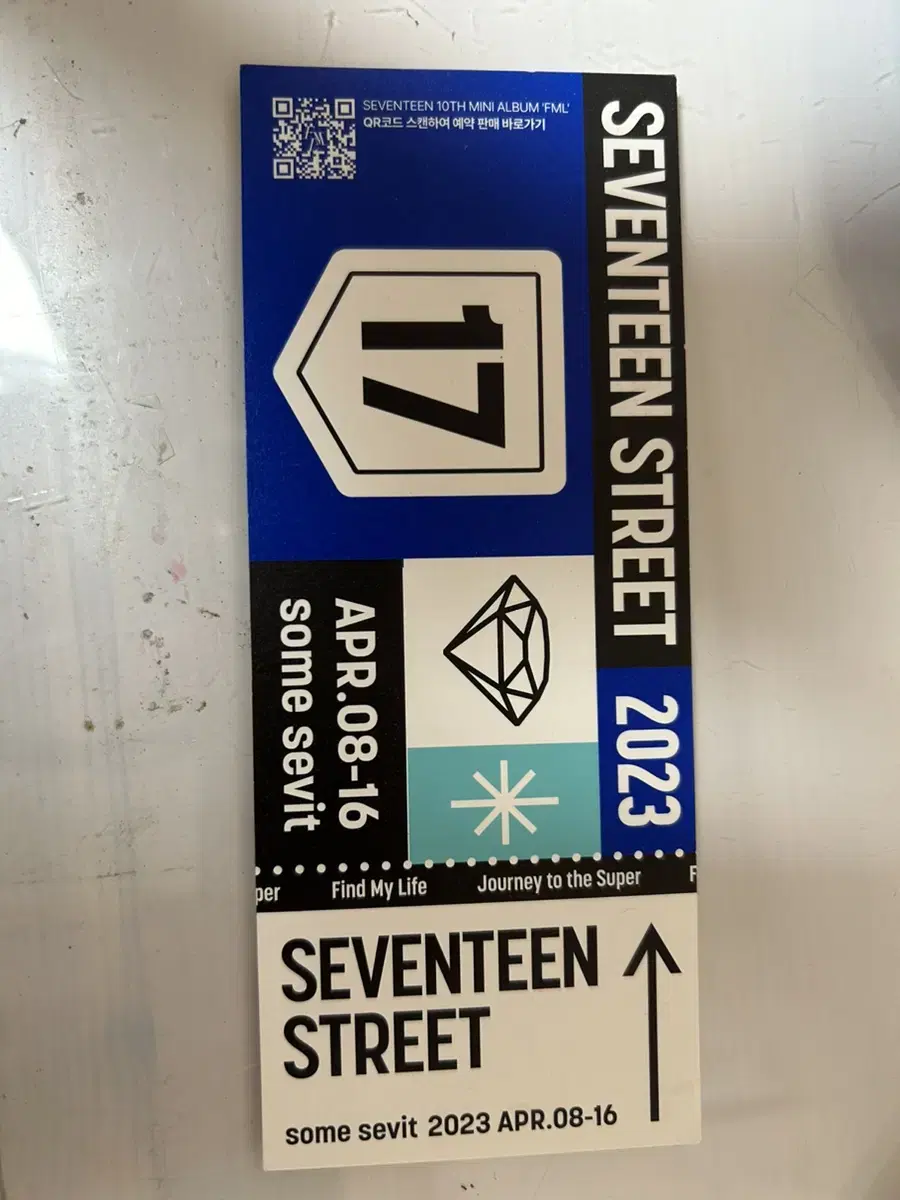 SEVENTEEN 10TH MINI ALBUM 'FML'
QR코드 스캔하여 예약 판매 바로가기
SEVENTEEN STREET 2023
17
APR.08-16
some sevit
per Find My Life Journey to the Super F
SEVENTEEN
STREET
some sevit 2023 APR.08-16